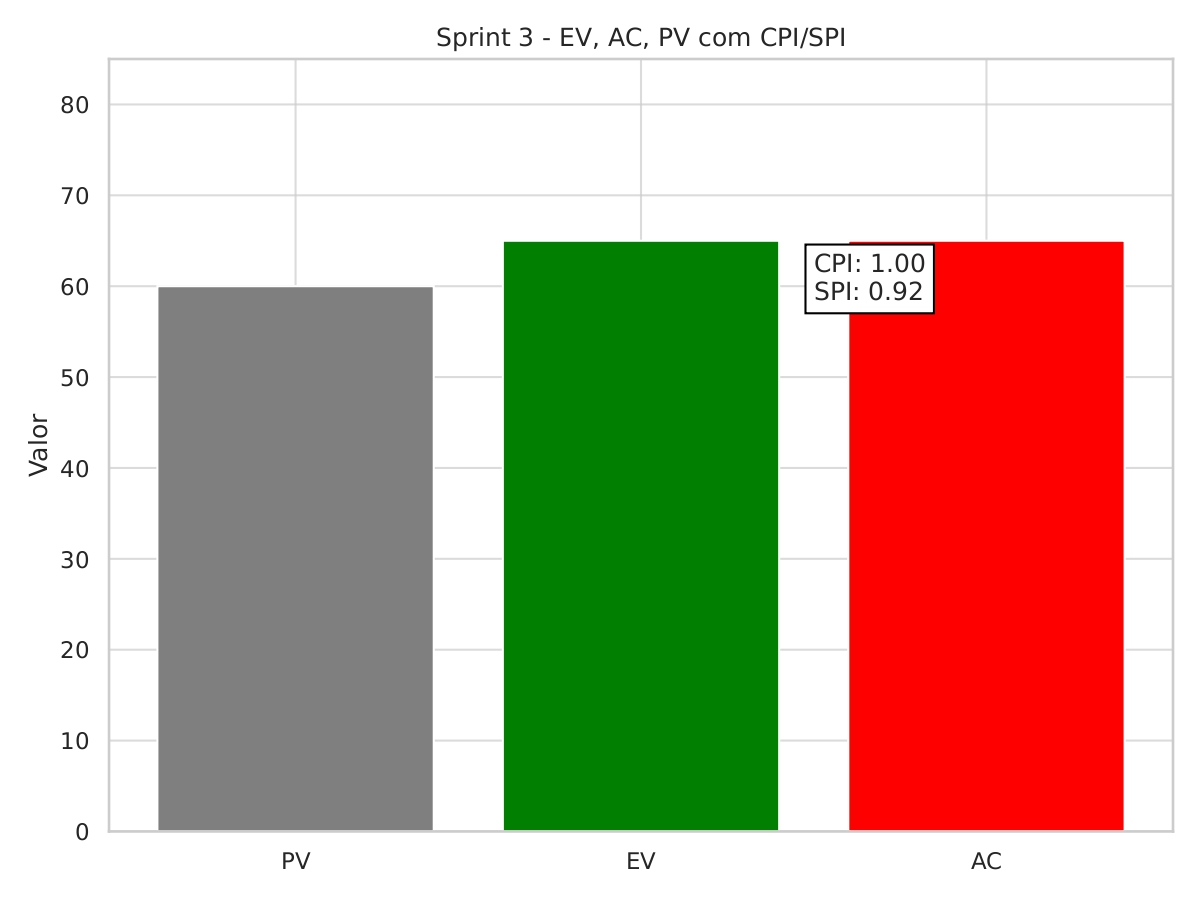 Sprint 3 - EV, AC, PV com CPI/SPI
Valor
80
70
60
50
40
30
20
10
0
CPI: 1.00
SPI: 0.92
PV
EV
AC